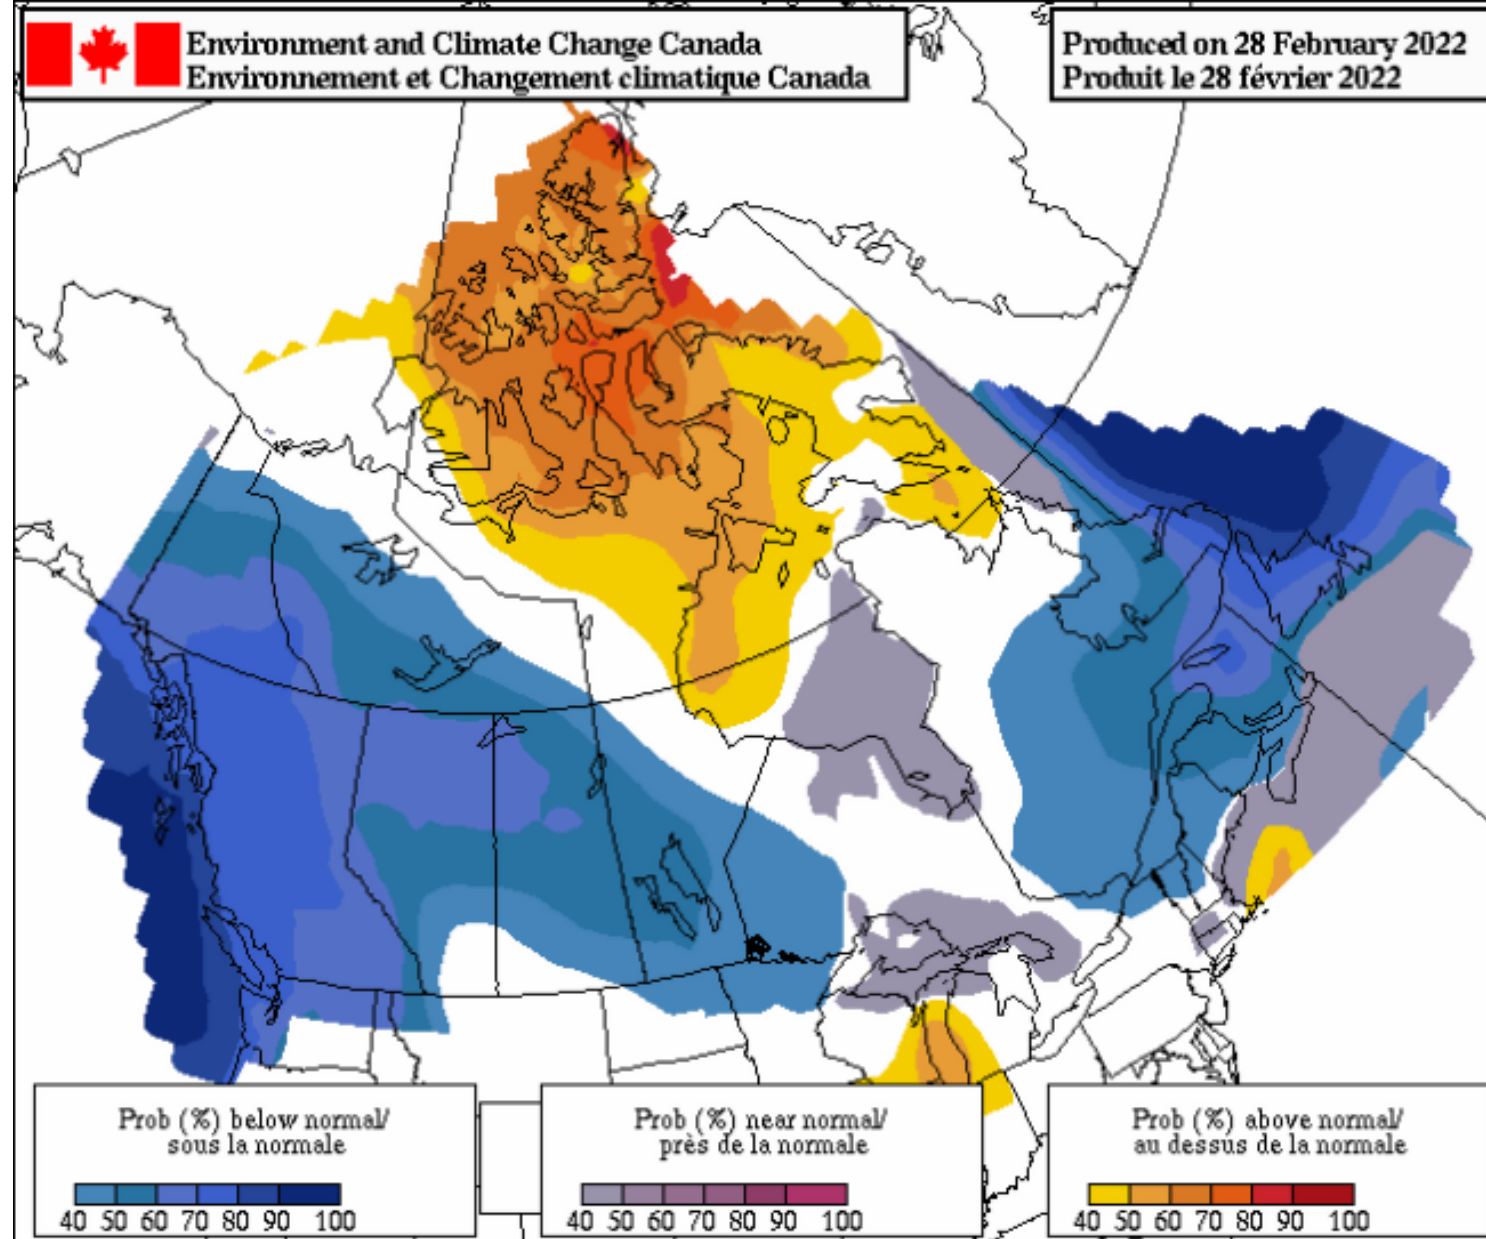 Environment and Climate Change Canada
Environnement et Changement climatique Canada
Produced on 28 February 2022
Produit le 28 février 2022
Prob (%) below normal/
sous la normale
40 50 60 70 80 90 100
Prob (%) near normal/
près de la normale
40 50 60 70 80 90 100
Prob (%) above normal/
au dessus de la normale
40 50 60 70 80 90 100